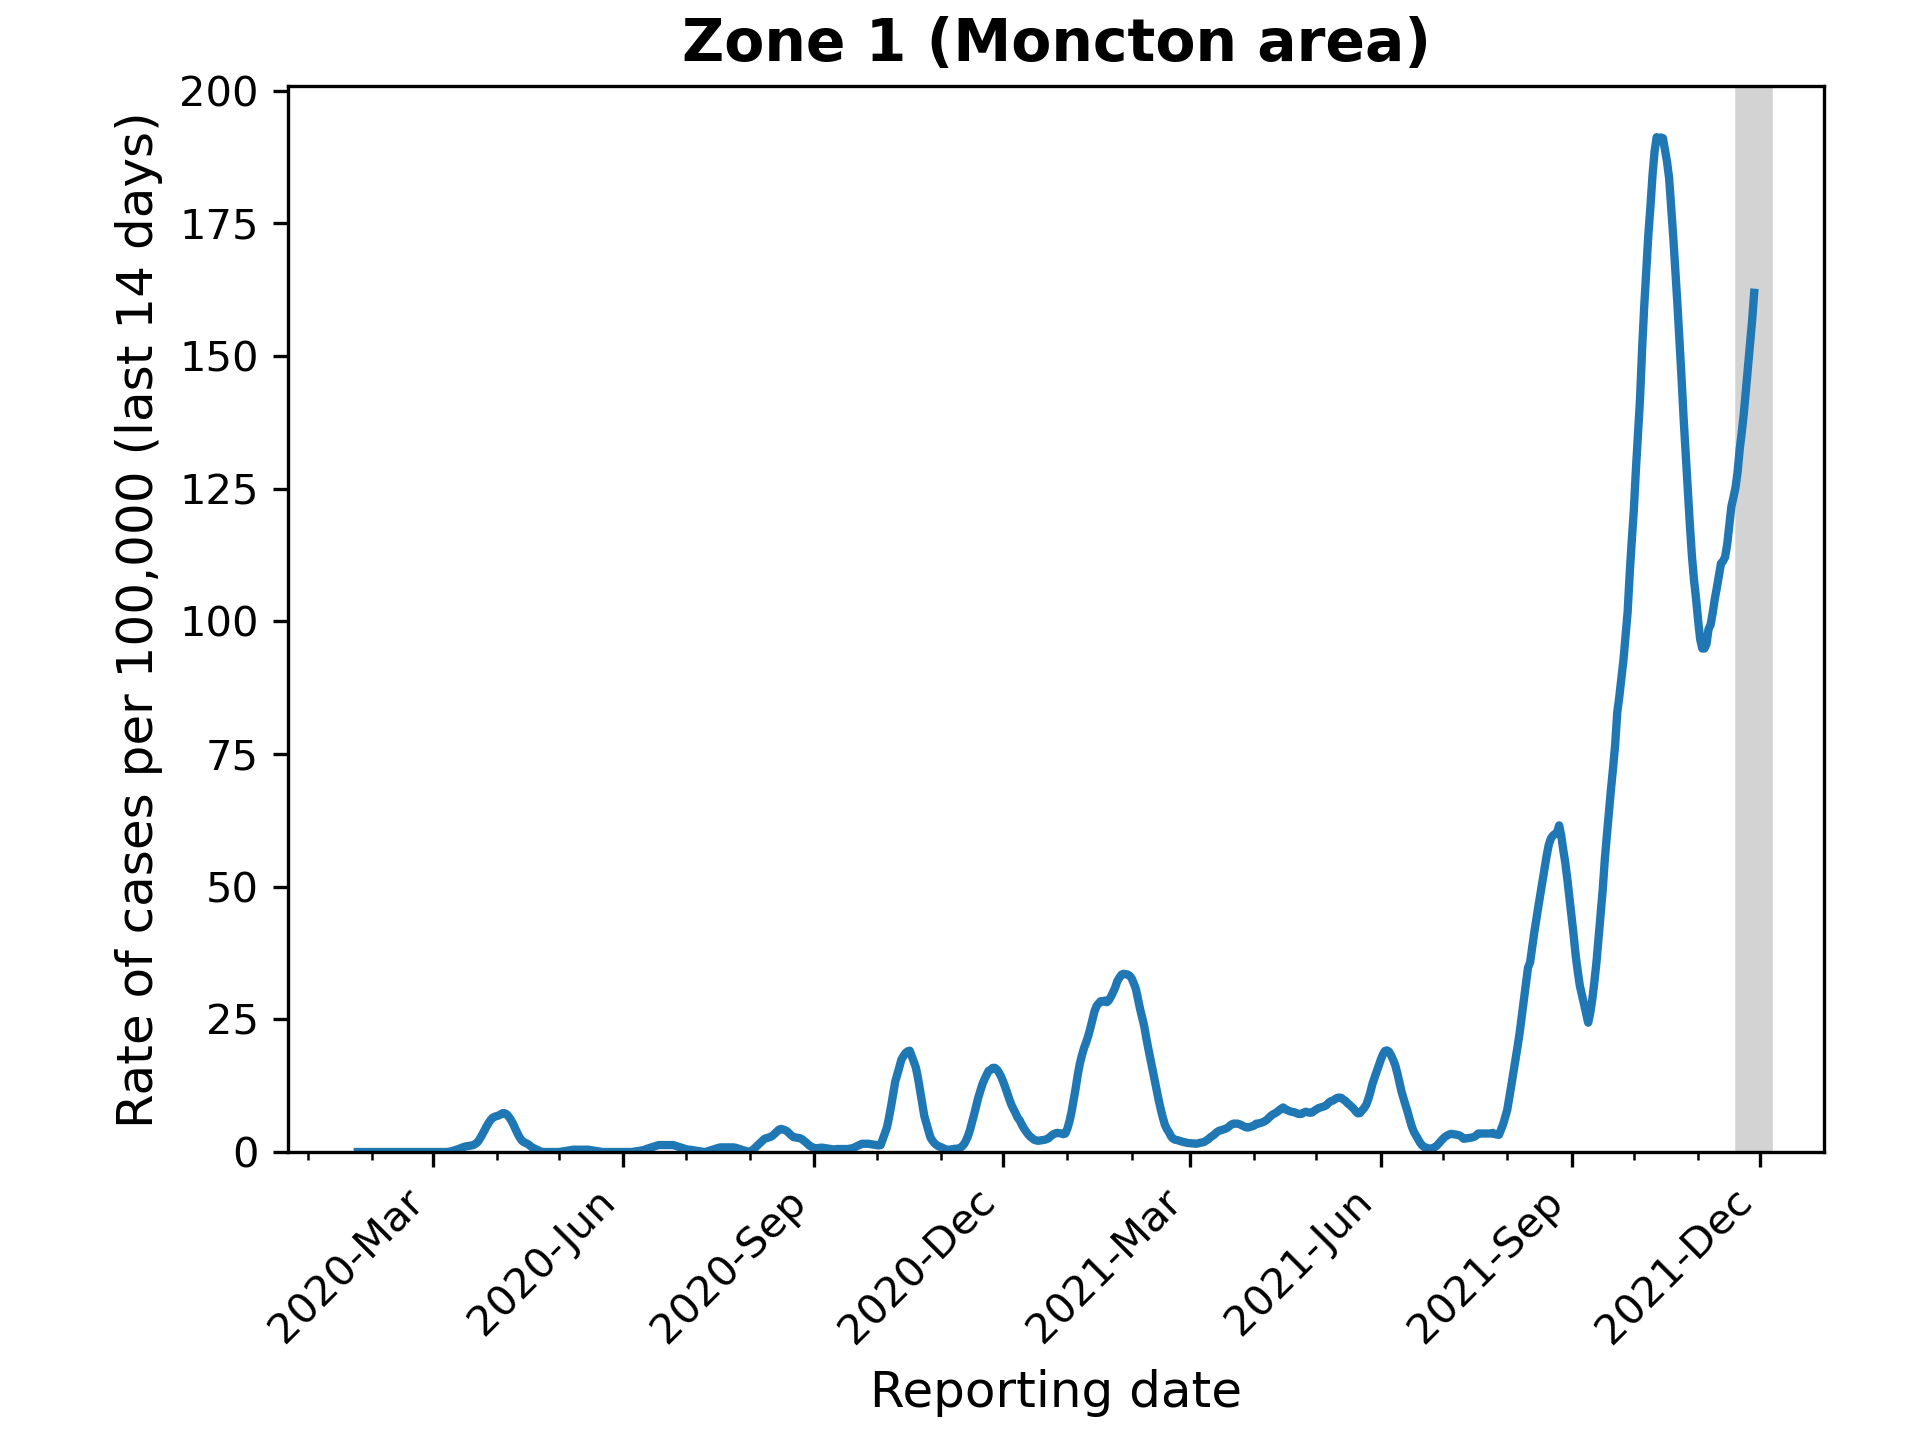 Zone 1 (Moncton area)
Rate of cases per 100,000 (last 14 days)
200
175
150
125
100
75
50
25
0
2020-Mar
2020-Jun
2020-Sep
2020-Dec
2021-Mar
2021-Jun
2021-Sep
2021-Dec
Reporting date